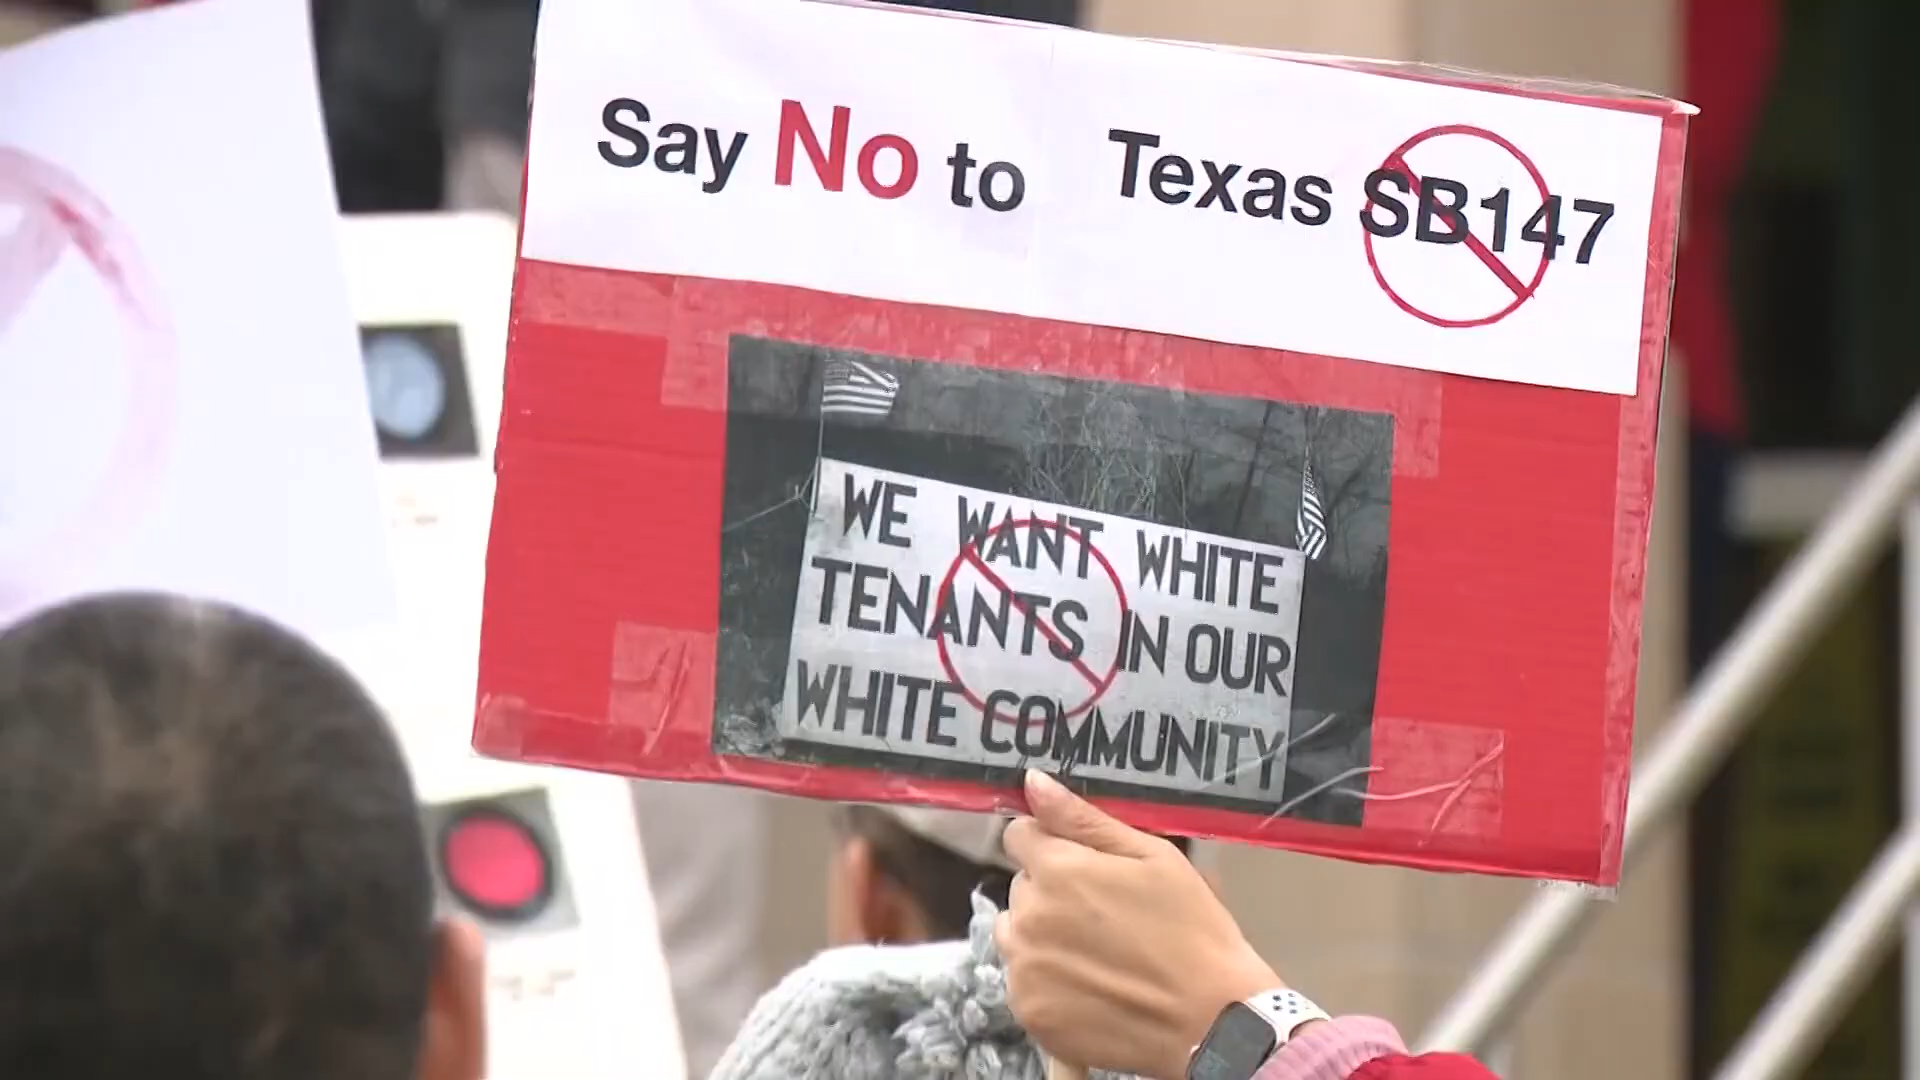 Say No to Texas SB147
WE WANT WHITE
TENANTS IN OUR
WHITE COMMUNITY